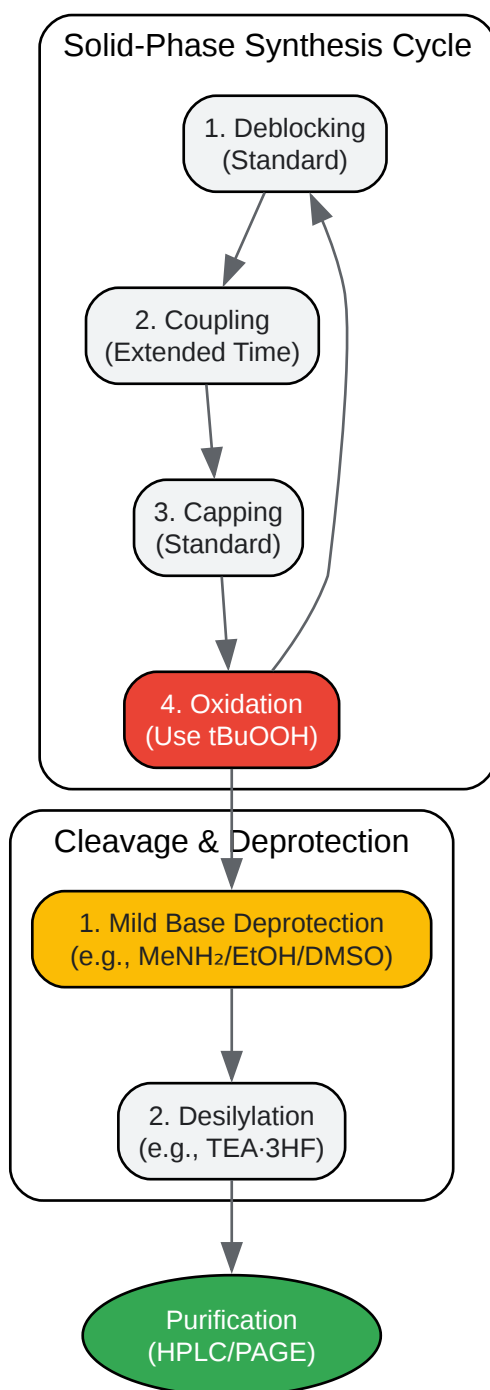 Solid-Phase Synthesis Cycle
1. Deblocking
(Standard)
2. Coupling
(Extended Time)
3. Capping
(Standard)
4. Oxidation
(Use tBuOOH)
Cleavage & Deprotection
1. Mild Base Deprotection
(e.g., MeNH₂/EtOH/DMSO)
2. Desilylation
(e.g., TEA·3HF)
Purification
(HPLC/PAGE)